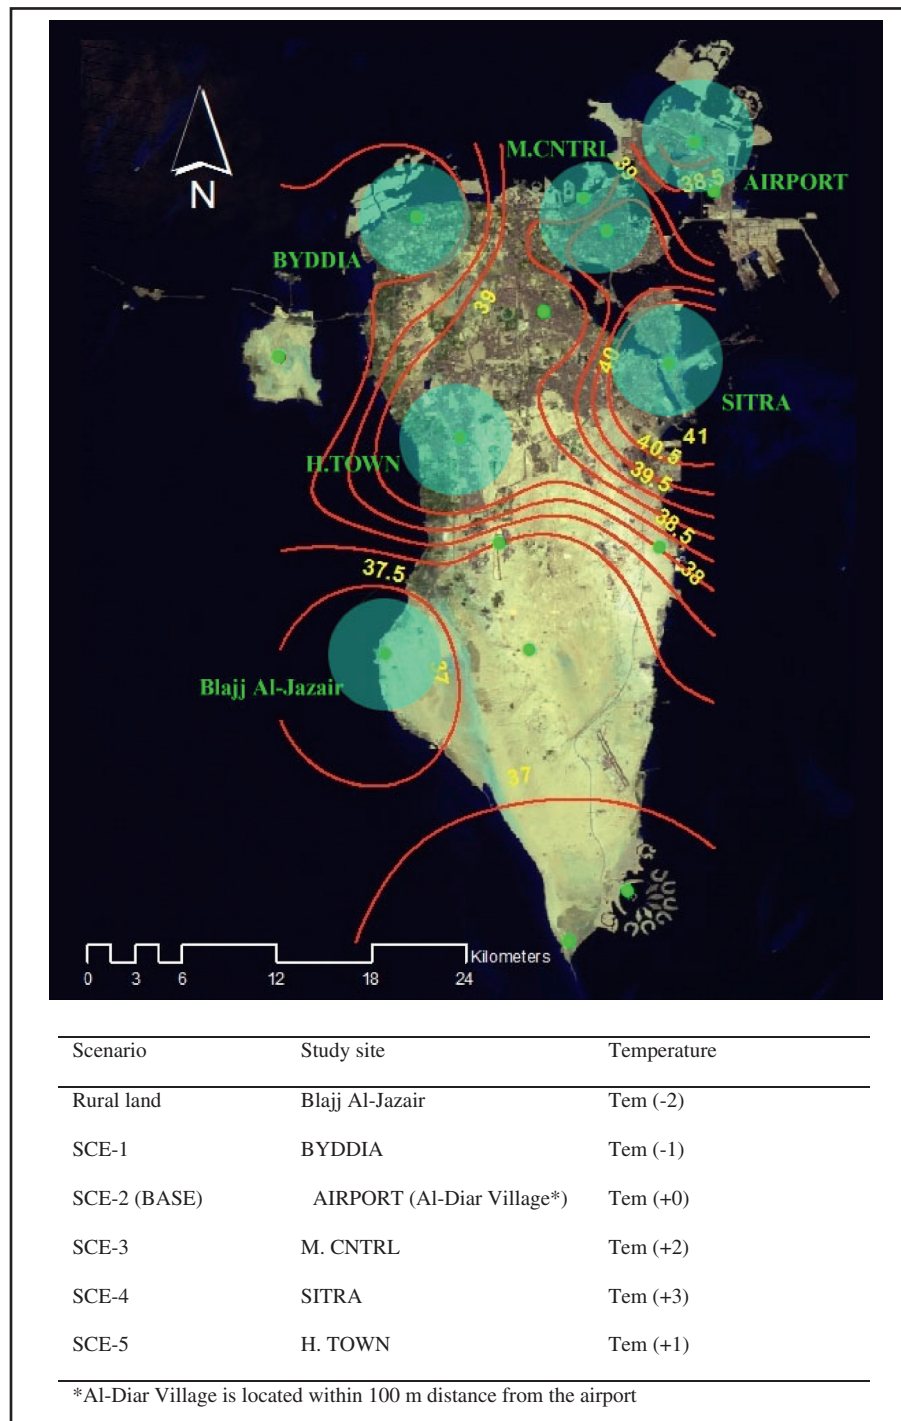 M.CNTRL
39
38.5
AIRPORT
N
BYDDIA
39
40
SITRA
41
40.5
H.TOWN
39.5
38.5
37.5
38
Blajj Al-Jazair
37
37
Kilometers
0 3 6 12 18 24
Scenario Study site Temperature
Rural land Blajj Al-Jazair Tem (-2)
SCE-1 BYDDIA Tem (-1)
SCE-2 (BASE) AIRPORT (Al-Diar Village*) Tem (+0)
SCE-3 M. CNTRL Tem (+2)
SCE-4 SITRA Tem (+3)
SCE-5 H. TOWN Tem (+1)
*Al-Diar Village is located within 100 m distance from the airport